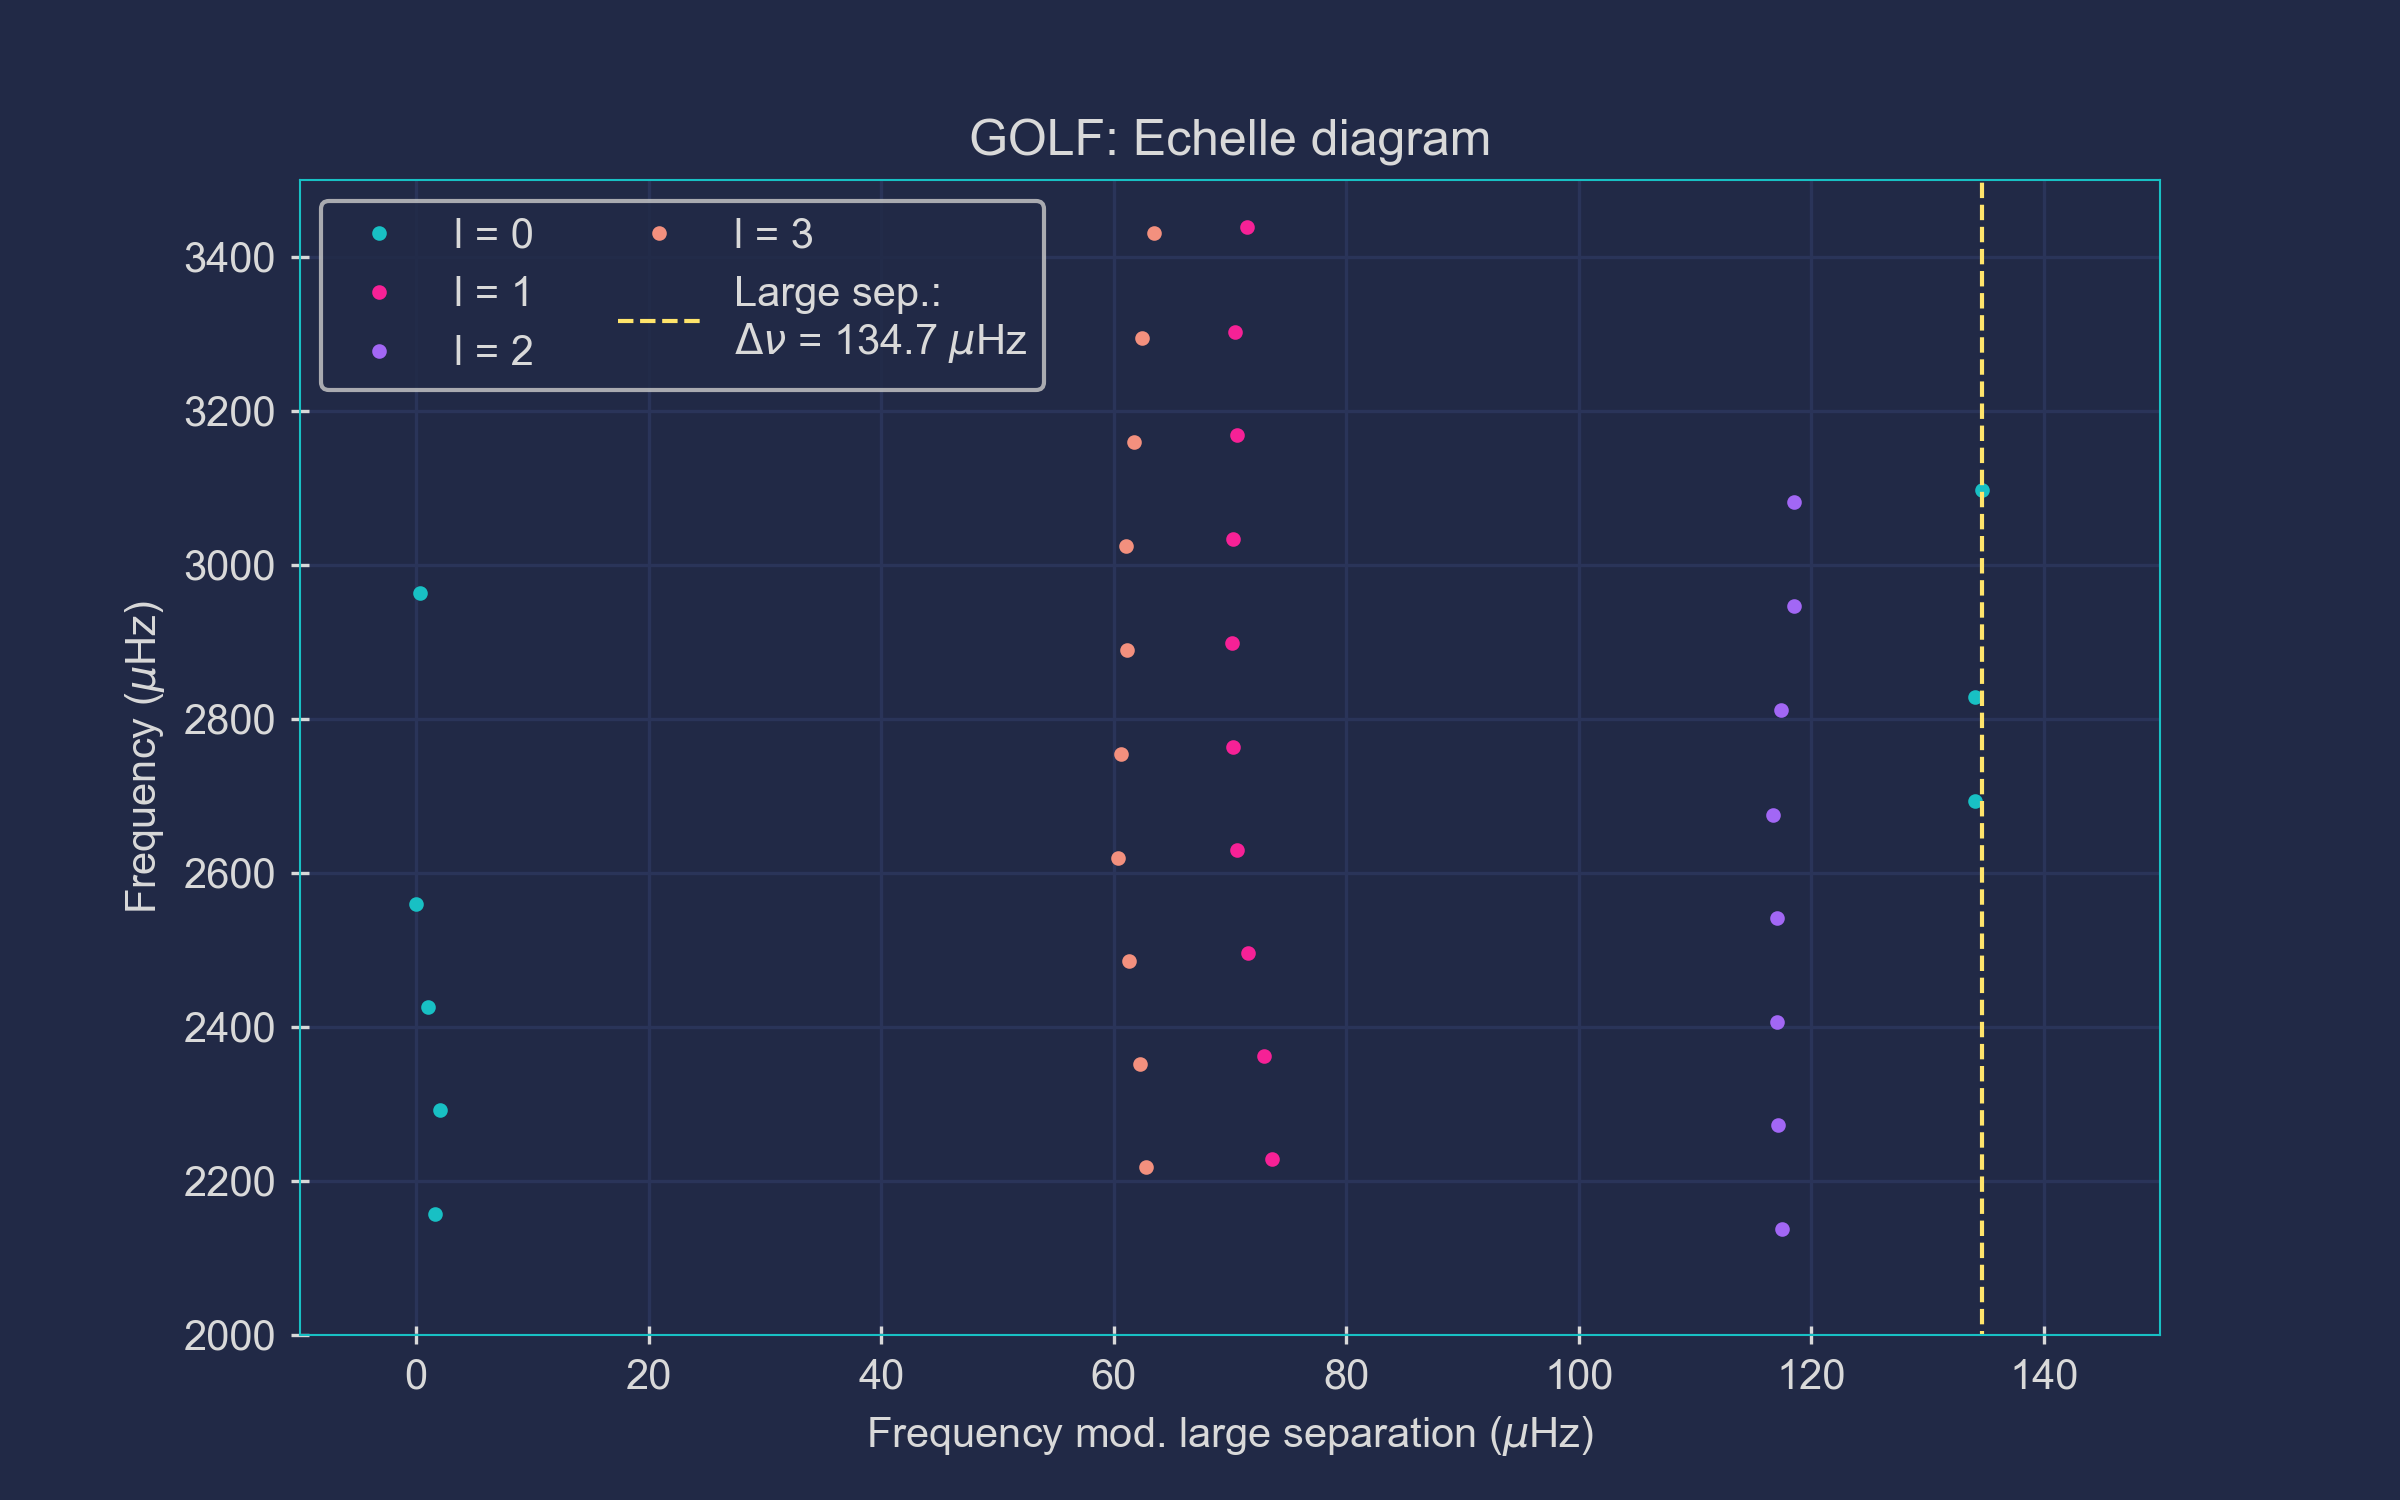 GOLF: Echelle diagram
l = 0
l = 1
l = 2
l = 3
Large sep.:
Δν = 134.7 μHz
3400
3200
3000
2800
2600
2400
2200
2000
Frequency (μHz)
0 20 40 60 80 100 120 140
Frequency mod. large separation (μHz)